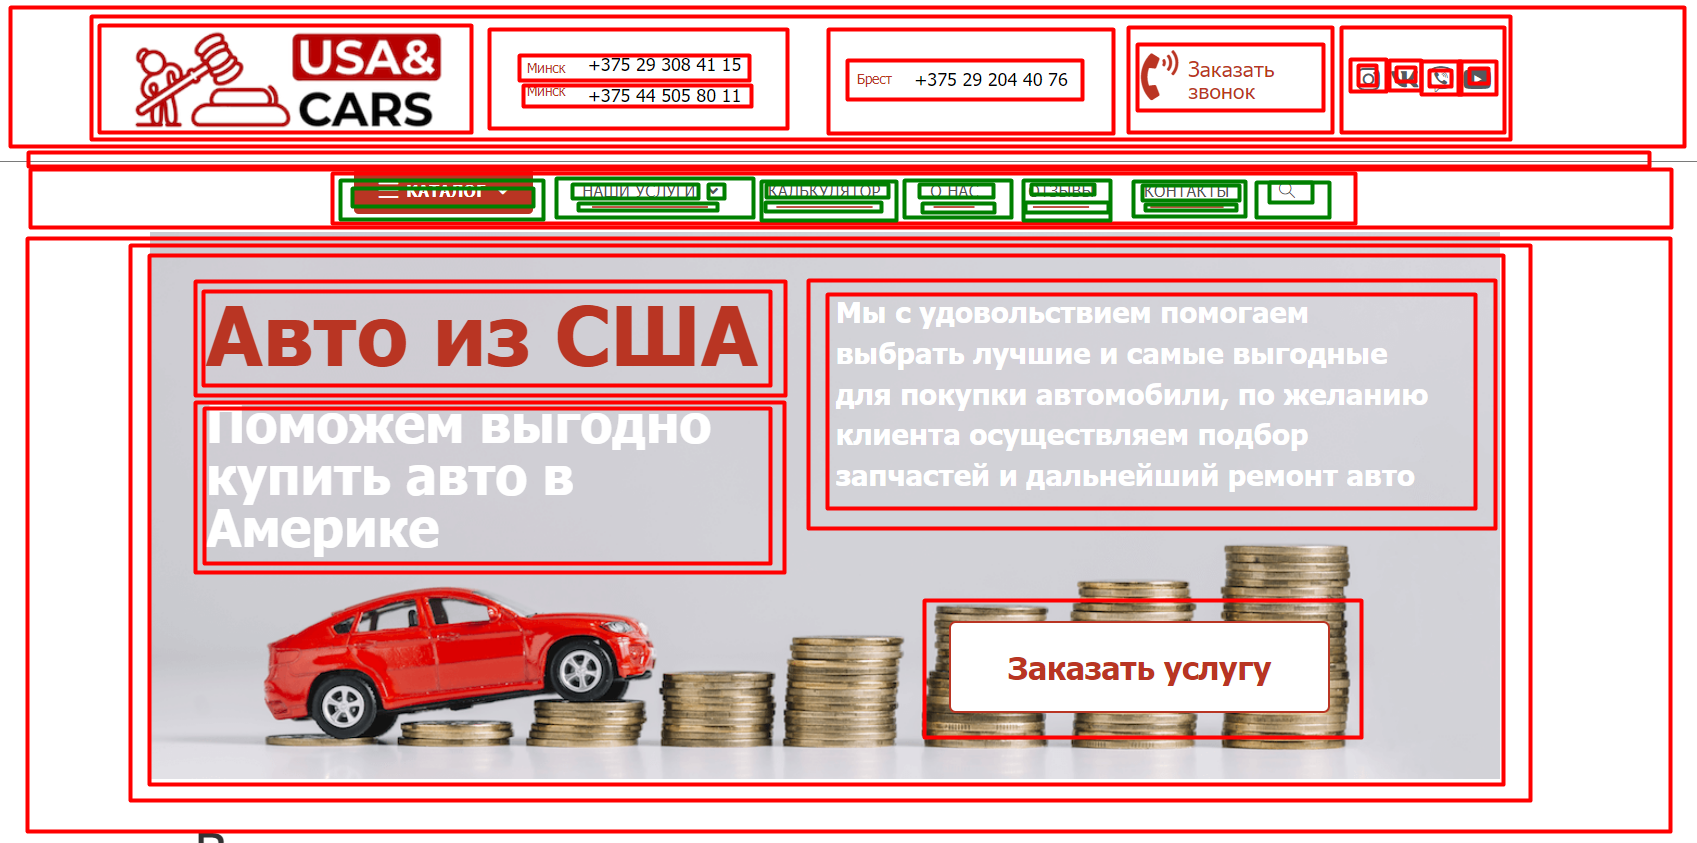 USA&
CARS
Минск +375 29 308 41 15
Минск +375 44 505 80 11
Брест +375 29 204 40 76
Заказать
звонок
КАТАЛОГ НАШИ УСЛУГИ КАЛЬКУЛЯТОР О НАС ОТЗЫВЫ КОНТАКТЫ
Авто из США
Поможем выгодно
купить авто в
Америке
Мы с удовольствием помогаем
выбрать лучшие и самые выгодные
для покупки автомобили, по желанию
клиента осуществляем подбор
запчастей и дальнейший ремонт авто
Заказать услугу